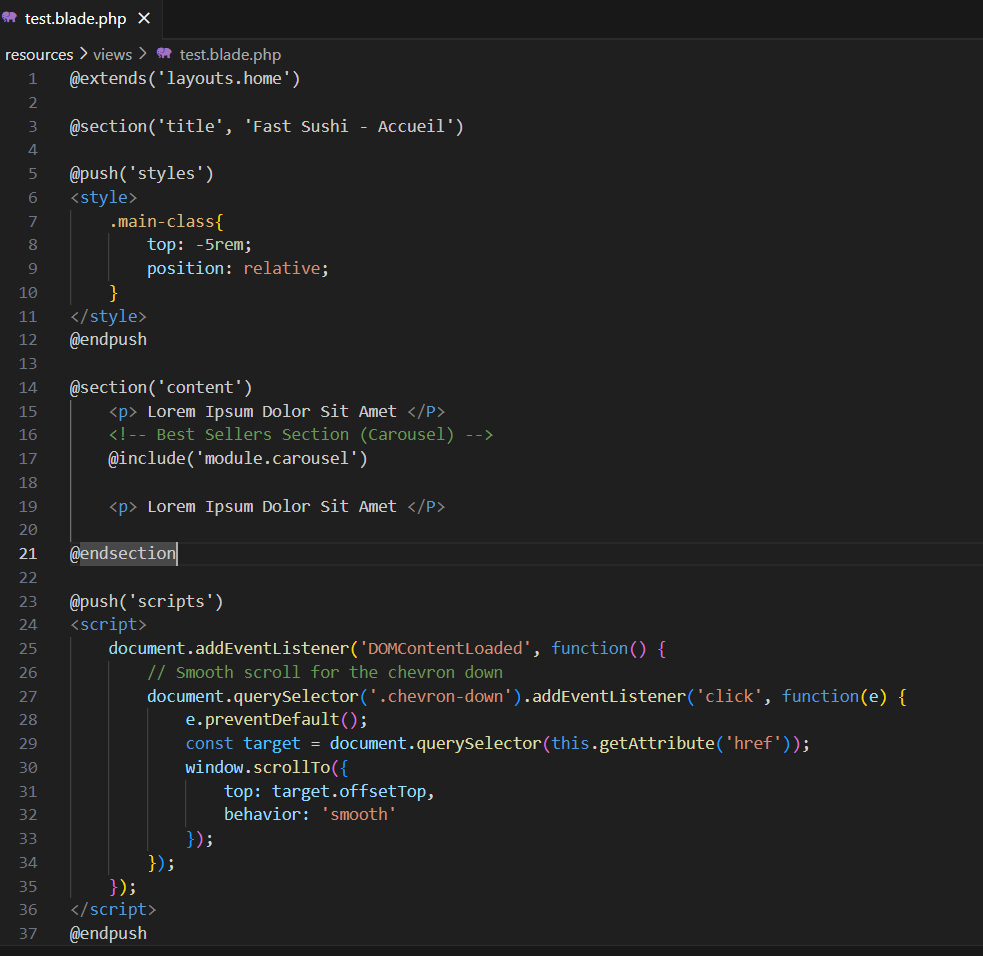 test.blade.php ×
resources > views > test.blade.php
1 @extends('layouts.home')
2
3 @section('title', 'Fast Sushi - Accueil')
4
5 @push('styles')
6 <style>
7     .main-class{
8         top: -5rem;
9         position: relative;
10     }
11 </style>
12 @endpush
13
14 @section('content')
15     <p> Lorem Ipsum Dolor Sit Amet </P>
16     <!-- Best Sellers Section (Carousel) -->
17     @include('module.carousel')
18
19     <p> Lorem Ipsum Dolor Sit Amet </P>
20
21 @endsection
22
23 @push('scripts')
24 <script>
25     document.addEventListener('DOMContentLoaded', function() {
26         // Smooth scroll for the chevron down
27         document.querySelector('.chevron-down').addEventListener('click', function(e) {
28             e.preventDefault();
29             const target = document.querySelector(this.getAttribute('href'));
30             window.scrollTo({
31                 top: target.offsetTop,
32                 behavior: 'smooth'
33             });
34         });
35     });
36 </script>
37 @endpush